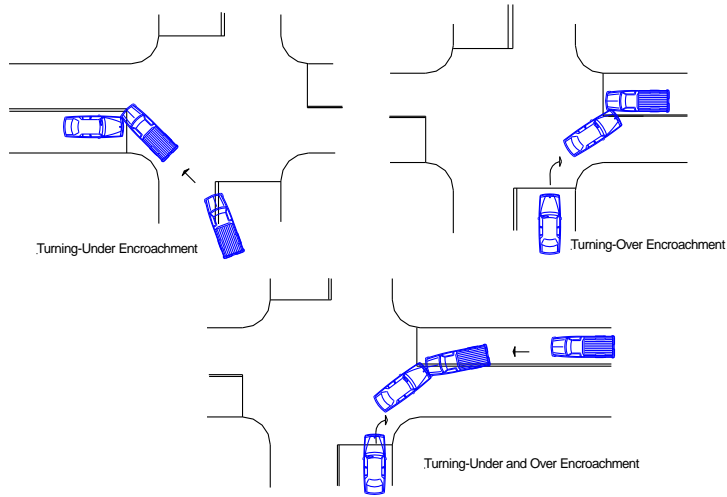 Turning-Under Encroachment
Turning-Over Encroachment
Turning-Under and Over Encroachment